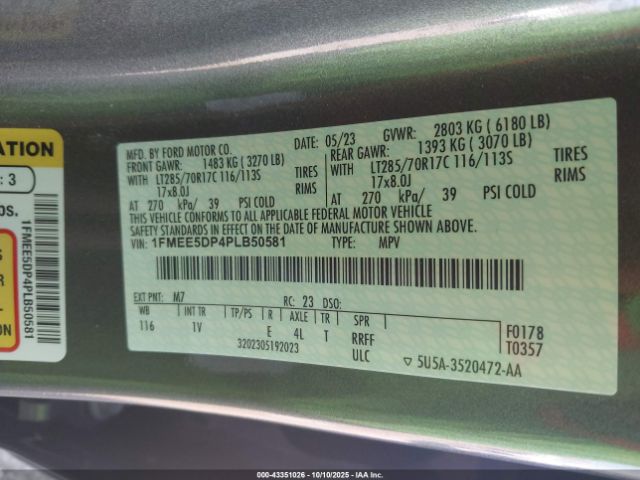 ATION
: 3
bs.
1FMEE5DP4PLB50581
ION
MFD. BY FORD MOTOR CO.
DATE: 05/23 GVWR: 2803 KG ( 6180 LB)
FRONT GAWR: 1483 KG ( 3270 LB) REAR GAWR: 1393 KG ( 3070 LB)
WITH LT285/70R17C 116/113S TIRES WITH LT285/70R17C 116/113S TIRES
17x8.0J RIMS 17x8.0J RIMS
AT 270 kPa/ 39 PSI COLD AT 270 kPa/ 39 PSI COLD
THIS VEHICLE CONFORMS TO ALL APPLICABLE FEDERAL MOTOR VEHICLE
SAFETY STANDARDS IN EFFECT ON THE DATE OF MANUFACTURE SHOWN ABOVE.
VIN: 1FMEE5DP4PLB50581 TYPE: MPV
EXT PNT: M7 RC: 23 DSO:
WB INT TR TP/PS R AXLE TR SPR
116 1V E 4L T RRFF
3202305192023 ULC
F0178
T0357
▽ 5U5A-3520472-AA
000-43351026 - 10/10/2025 - IAAI, Inc.